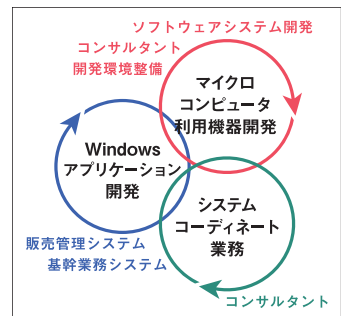 ソフトウェアシステム開発
コンサルタント
開発環境整備
マイクロ
コンピュータ
利用機器開発
Windows
アプリケーション
開発
システム
コーディネート
業務
販売管理システム
基幹業務システム
コンサルタント